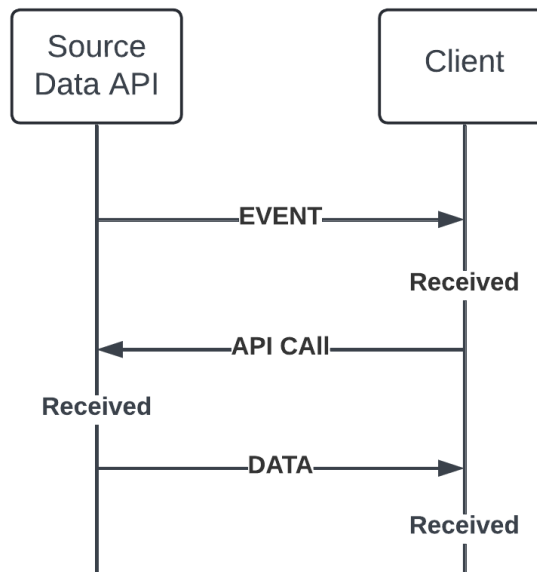 Source
Data API
Client
EVENT
Received
API CAll
Received
DATA
Received